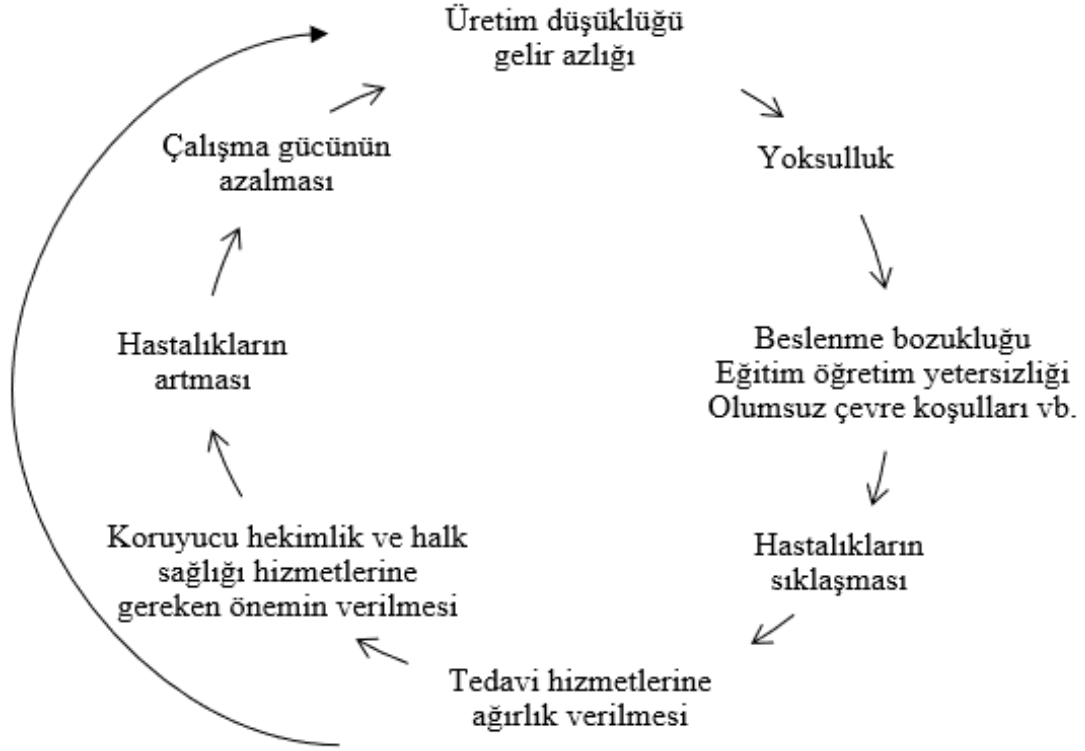 Üretim düşüklüğü
gelir azlığı
Yoksulluk
Beslenme bozukluğu
Eğitim öğretim yetersizliği
Olumsuz çevre koşulları vb.
Hastalıkların
sıklaşması
Tedavi hizmetlerine
ağırlık verilmesi
Koruyucu hekimlik ve halk
sağlığı hizmetlerine
gereken önemin verilmesi
Hastalıkların
artması
Çalışma gücünün
azalması